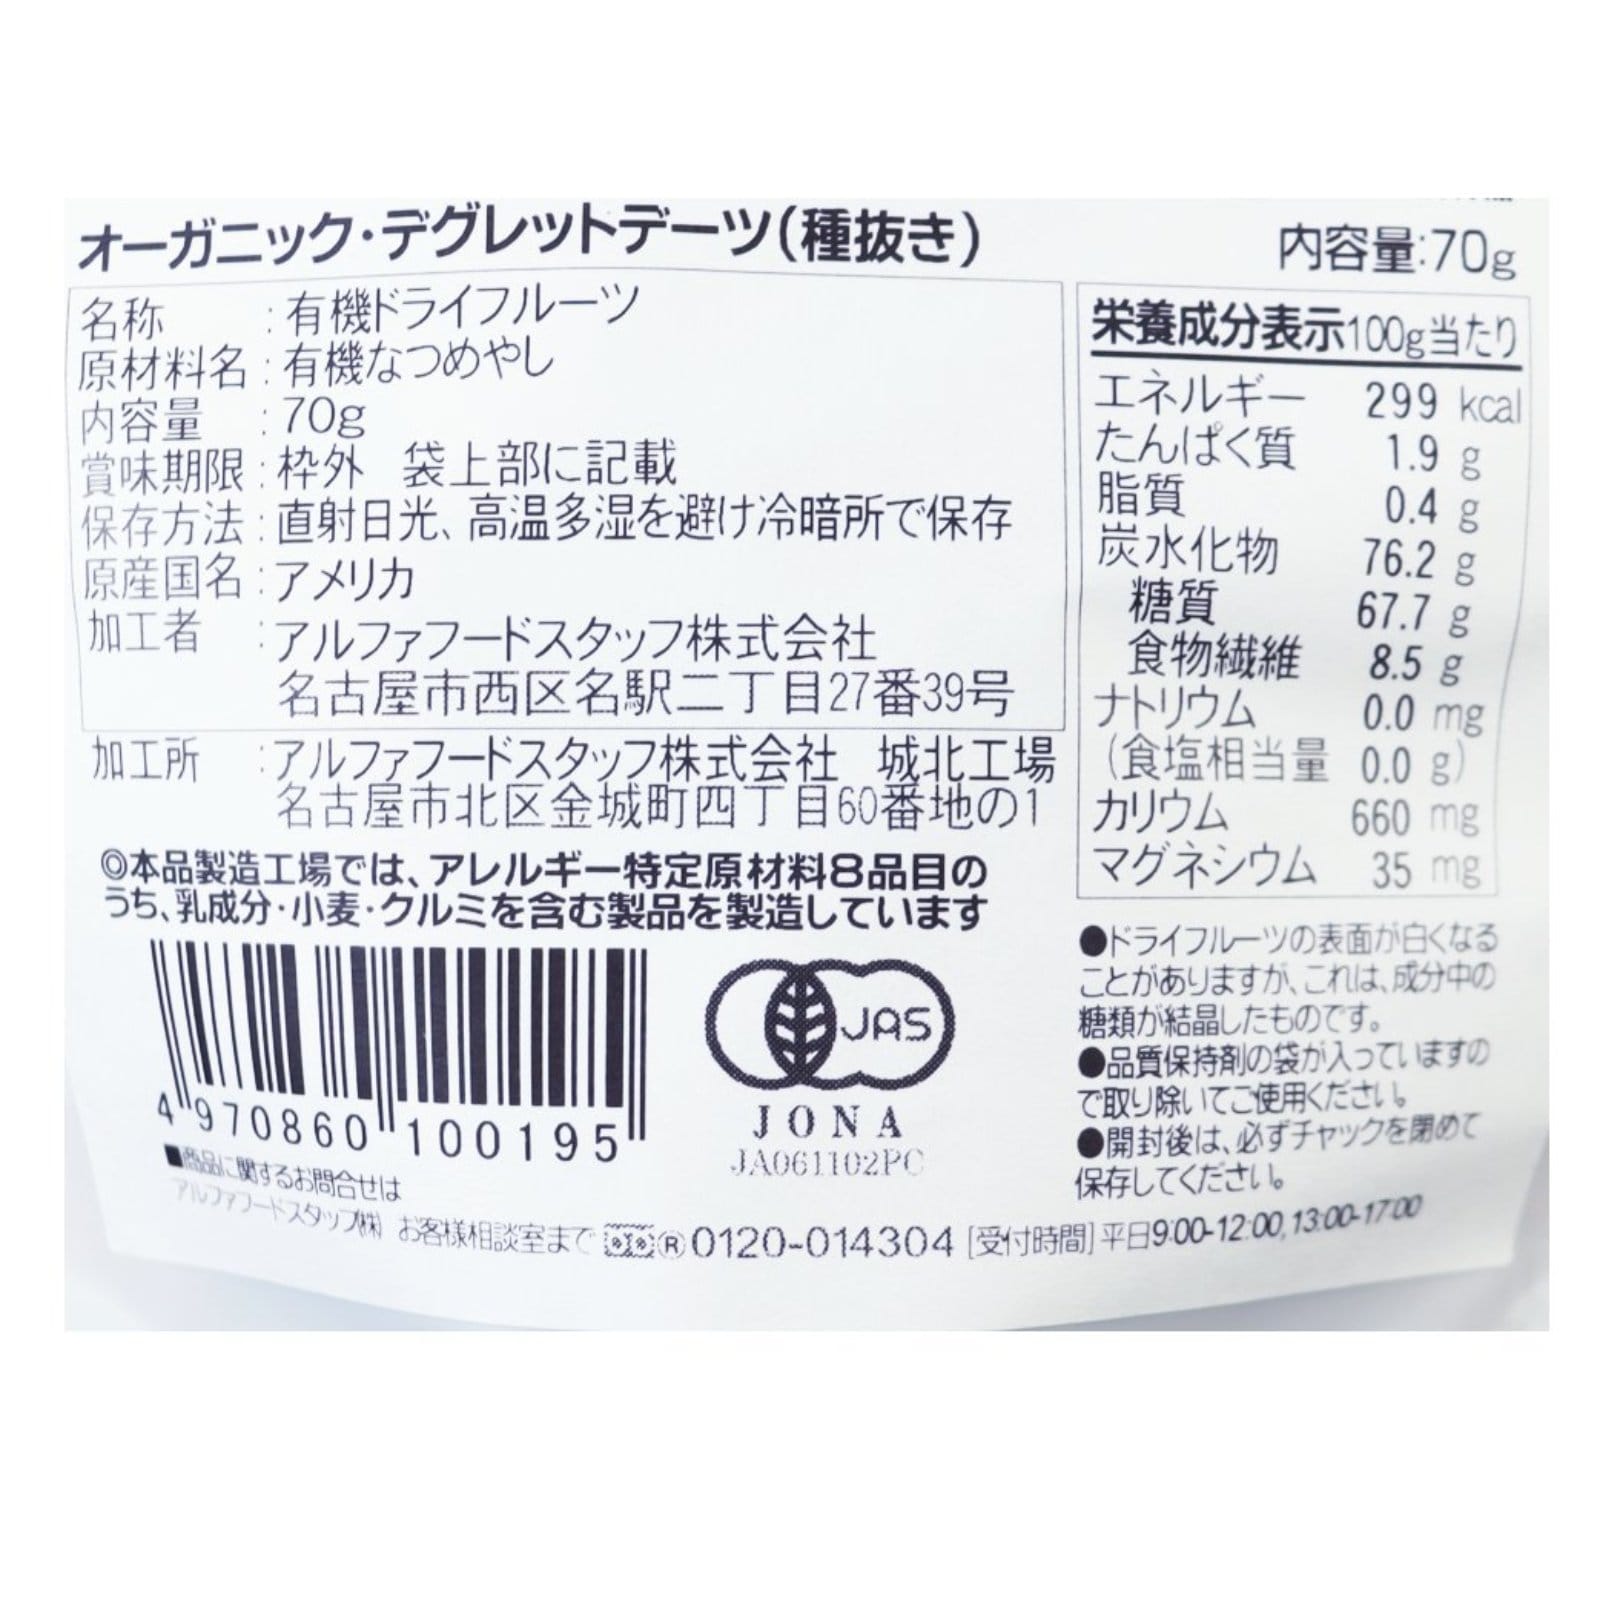 オーガニック・デグレットデーツ(種抜き)
内容量:70g
名称 : 有機ドライフルーツ
原材料名 : 有機なつめやし
内容量 : 70g
賞味期限 : 枠外 袋上部に記載
保存方法 : 直射日光、高温多湿を避け冷暗所で保存
原産国名 : アメリカ
加工者 : アルファフードスタッフ株式会社
名古屋市西区名駅二丁目27番39号
加工所 : アルファフードスタッフ株式会社 城北工場
名古屋市北区金城町四丁目60番地の1
◎本品製造工場では、アレルギー特定原材料8品目の
うち、乳成分・小麦・クルミを含む製品を製造しています
栄養成分表示100g当たり
エネルギー 299 kcal
たんぱく質 1.9 g
脂質 0.4 g
炭水化物 76.2 g
糖質 67.7 g
食物繊維 8.5 g
ナトリウム 0.0 mg
(食塩相当量 0.0 g)
カリウム 660 mg
マグネシウム 35 mg
●ドライフルーツの表面が白くなる
ことがありますが、これは、成分中の
糖類が結晶したものです。
●品質保持剤の袋が入っていますの
で取り除いてご使用ください。
●開封後は、必ずチャックを閉めて
保存してください。
4 970860 100195
JAS
JONA
JA061102PC
■商品に関するお問合せは
アルファフードスタッフ(株) お客様相談室まで ®0120-014304 [受付時間] 平日9:00-12:00, 13:00-17:00